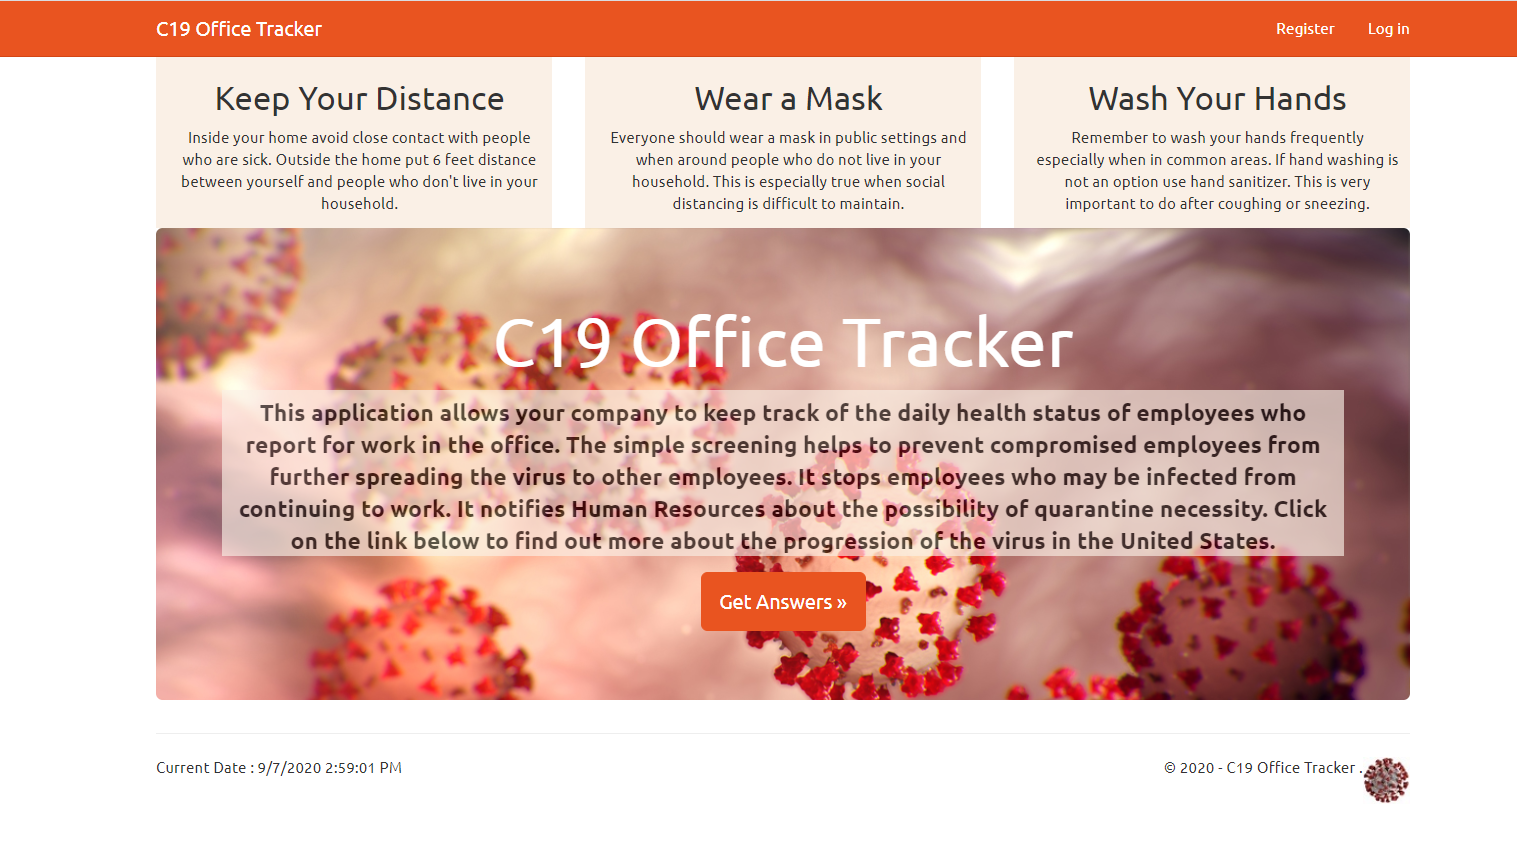 C19 Office Tracker
Register
Log in
Keep Your Distance
Inside your home avoid close contact with people
who are sick. Outside the home put 6 feet distance
between yourself and people who don't live in your
household.
Wear a Mask
Everyone should wear a mask in public settings and
when around people who do not live in your
household. This is especially true when social
distancing is difficult to maintain.
Wash Your Hands
Remember to wash your hands frequently
especially when in common areas. If hand washing is
not an option use hand sanitizer. This is very
important to do after coughing or sneezing.
C19 Office Tracker
This application allows your company to keep track of the daily health status of employees who
report for work in the office. The simple screening helps to prevent compromised employees from
further spreading the virus to other employees. It stops employees who may be infected from
continuing to work. It notifies Human Resources about the possibility of quarantine necessity. Click
on the link below to find out more about the progression of the virus in the United States.
Get Answers »
Current Date : 9/7/2020 2:59:01 PM
© 2020 - C19 Office Tracker .